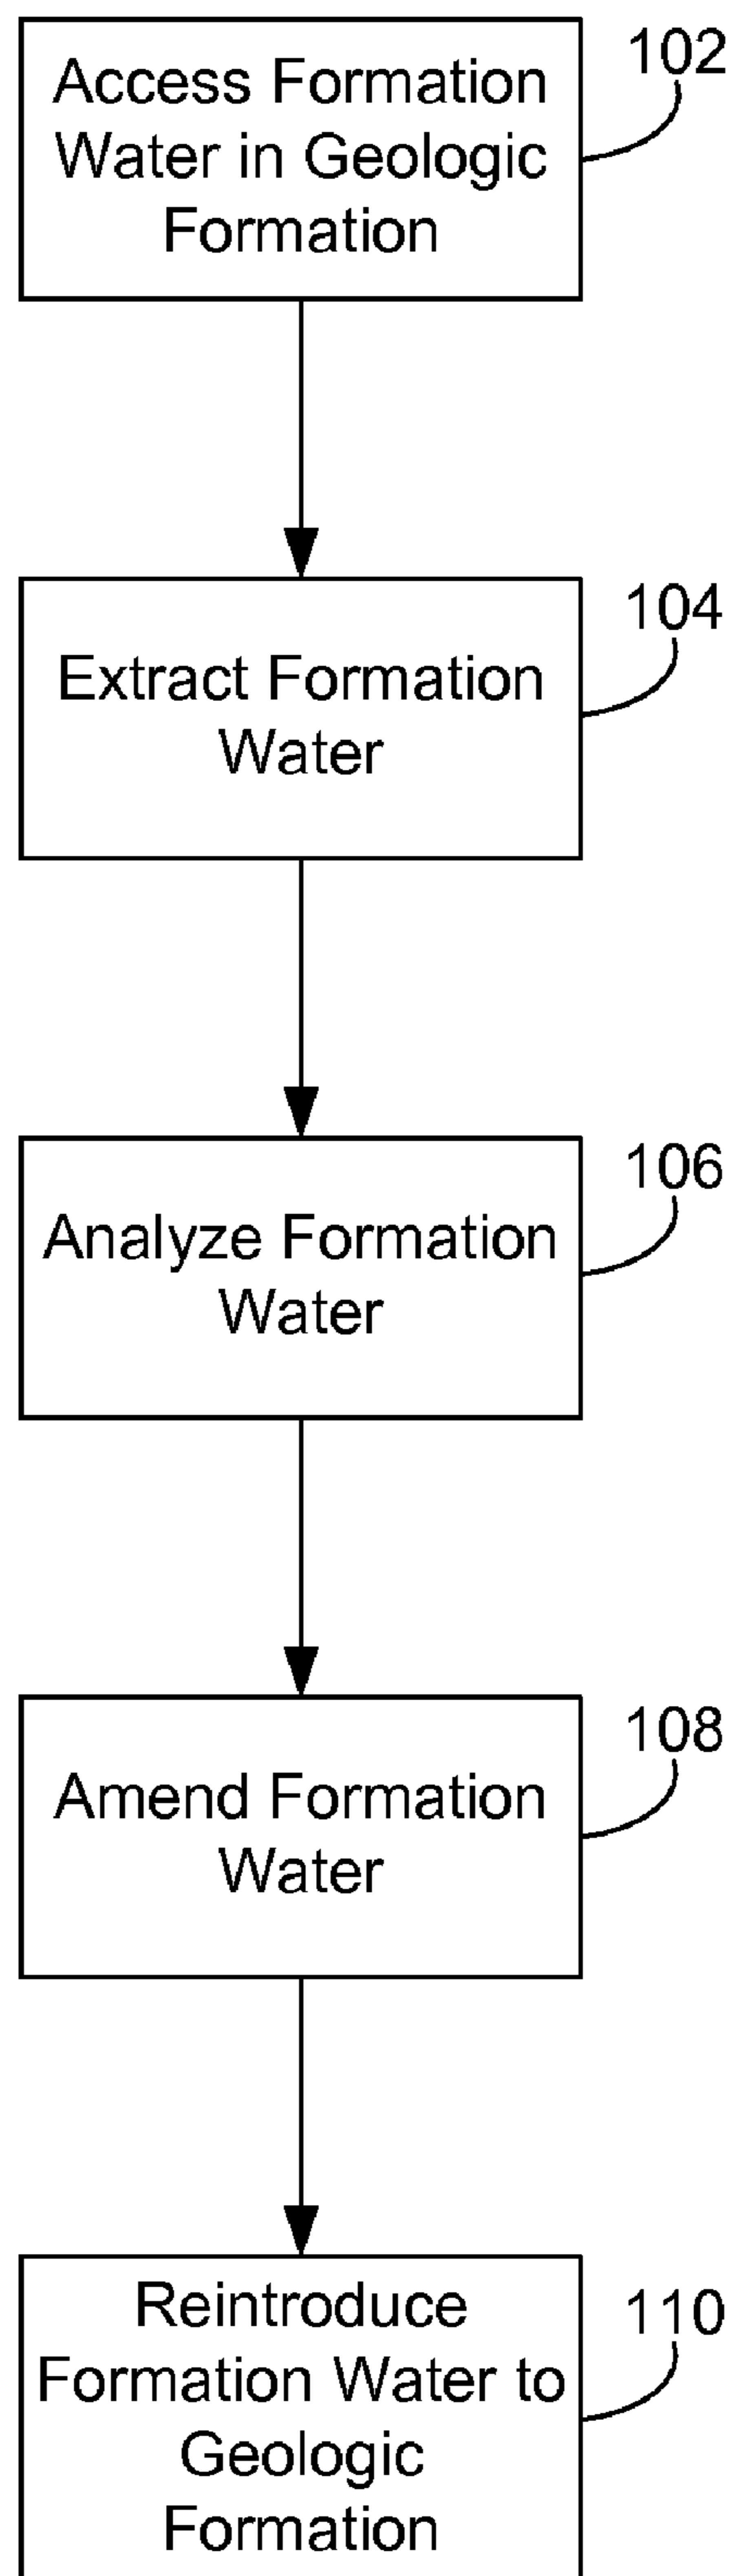 Access Formation
Water in Geologic
Formation
102
Extract Formation
Water
104
Analyze Formation
Water
106
Amend Formation
Water
108
Reintroduce
Formation Water to
Geologic
Formation
110